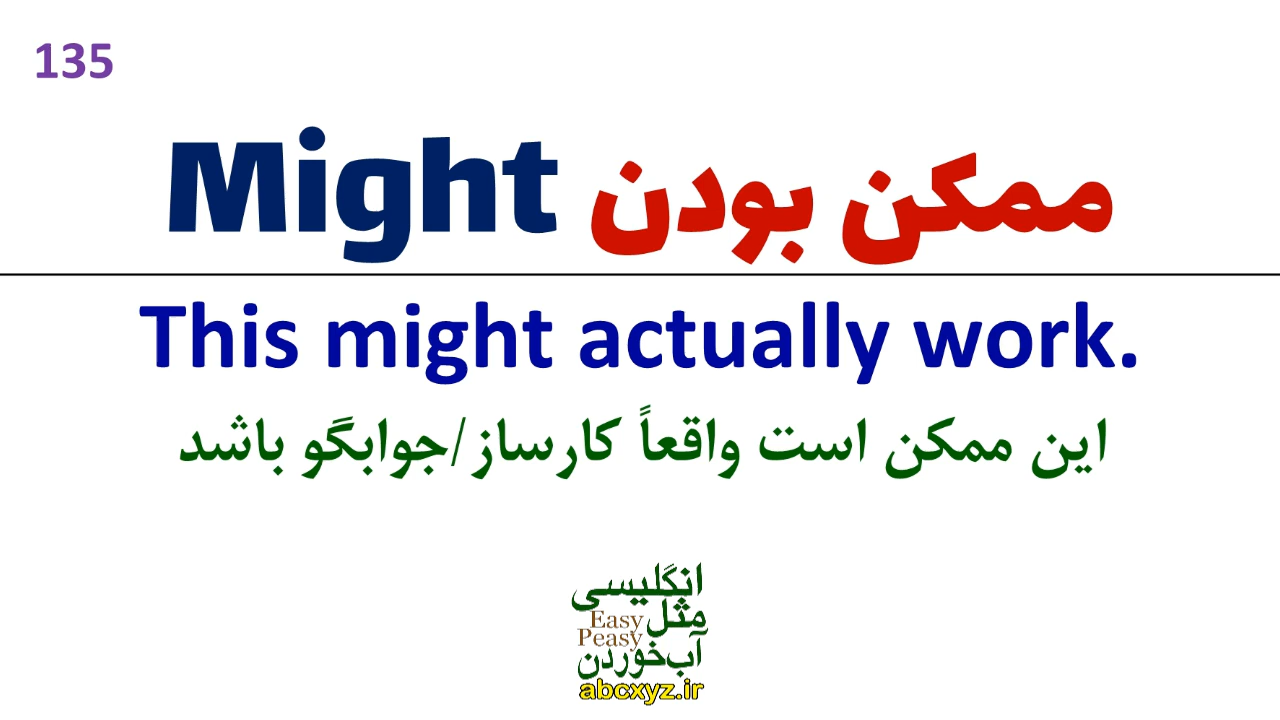 135
Might ممکن بودن
This might actually work.
این ممکن است واقعاً کارساز/جوابگو باشد
انگلیسی
مثل
Easy
Peasy
آب‌خوردن
abcxyz.ir